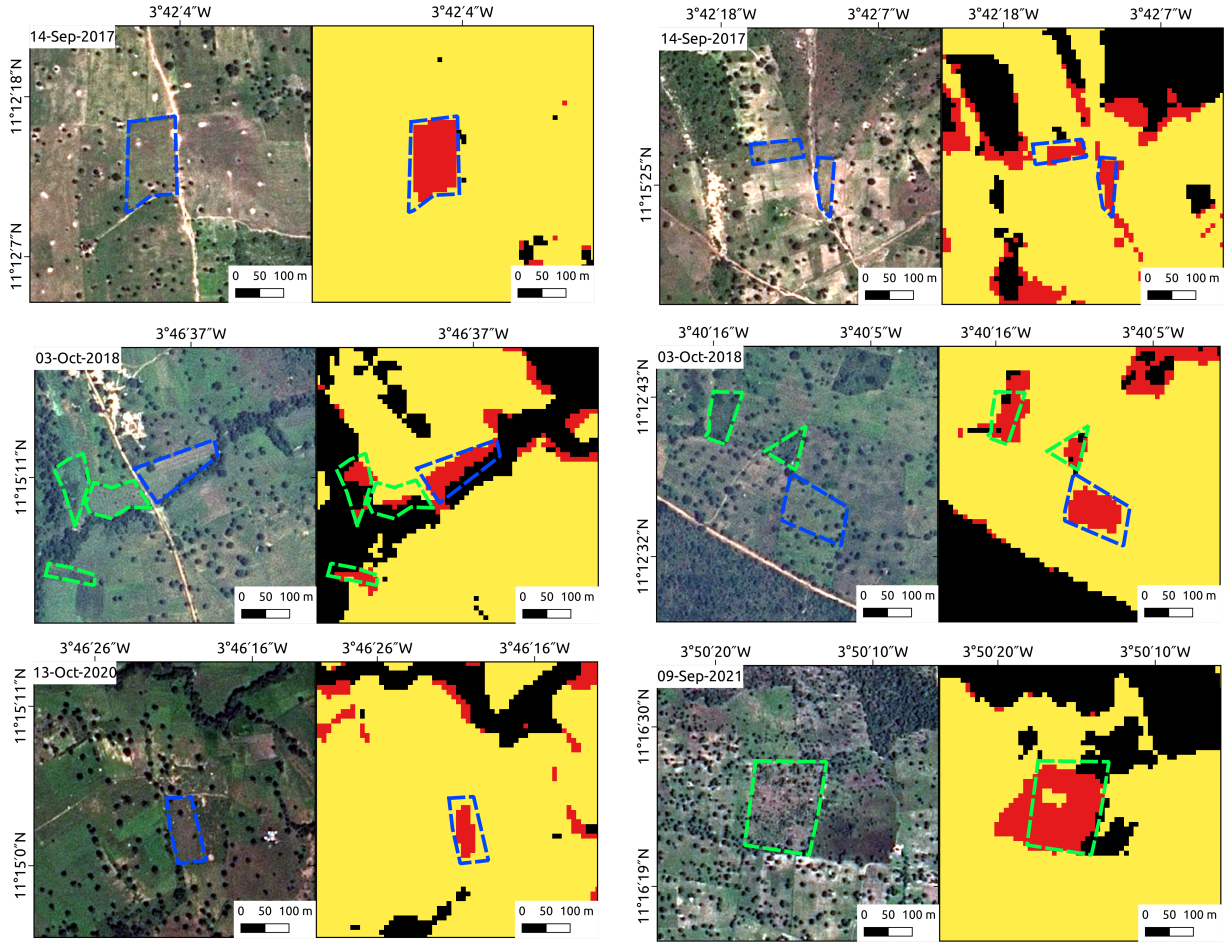 3°42′4″W 3°42′4″W
14-Sep-2017
11°12′18″N
11°12′7″N
0 50 100 m
0 50 100 m
3°42′18″W 3°42′7″W 3°42′18″W 3°42′7″W
14-Sep-2017
11°15′25″N
0 50 100 m
0 50 100 m
3°46′37″W 3°46′37″W
03-Oct-2018
11°15′11″N
0 50 100 m
0 50 100 m
3°40′16″W 3°40′5″W 3°40′16″W 3°40′5″W
03-Oct-2018
11°12′43″N
11°12′32″N
0 50 100 m
0 50 100 m
3°46′26″W 3°46′16″W 3°46′26″W 3°46′16″W
13-Oct-2020
11°15′11″N
11°15′0″N
0 50 100 m
0 50 100 m
3°50′20″W 3°50′10″W 3°50′20″W 3°50′10″W
09-Sep-2021
11°16′30″N
11°16′19″N
0 50 100 m
0 50 100 m